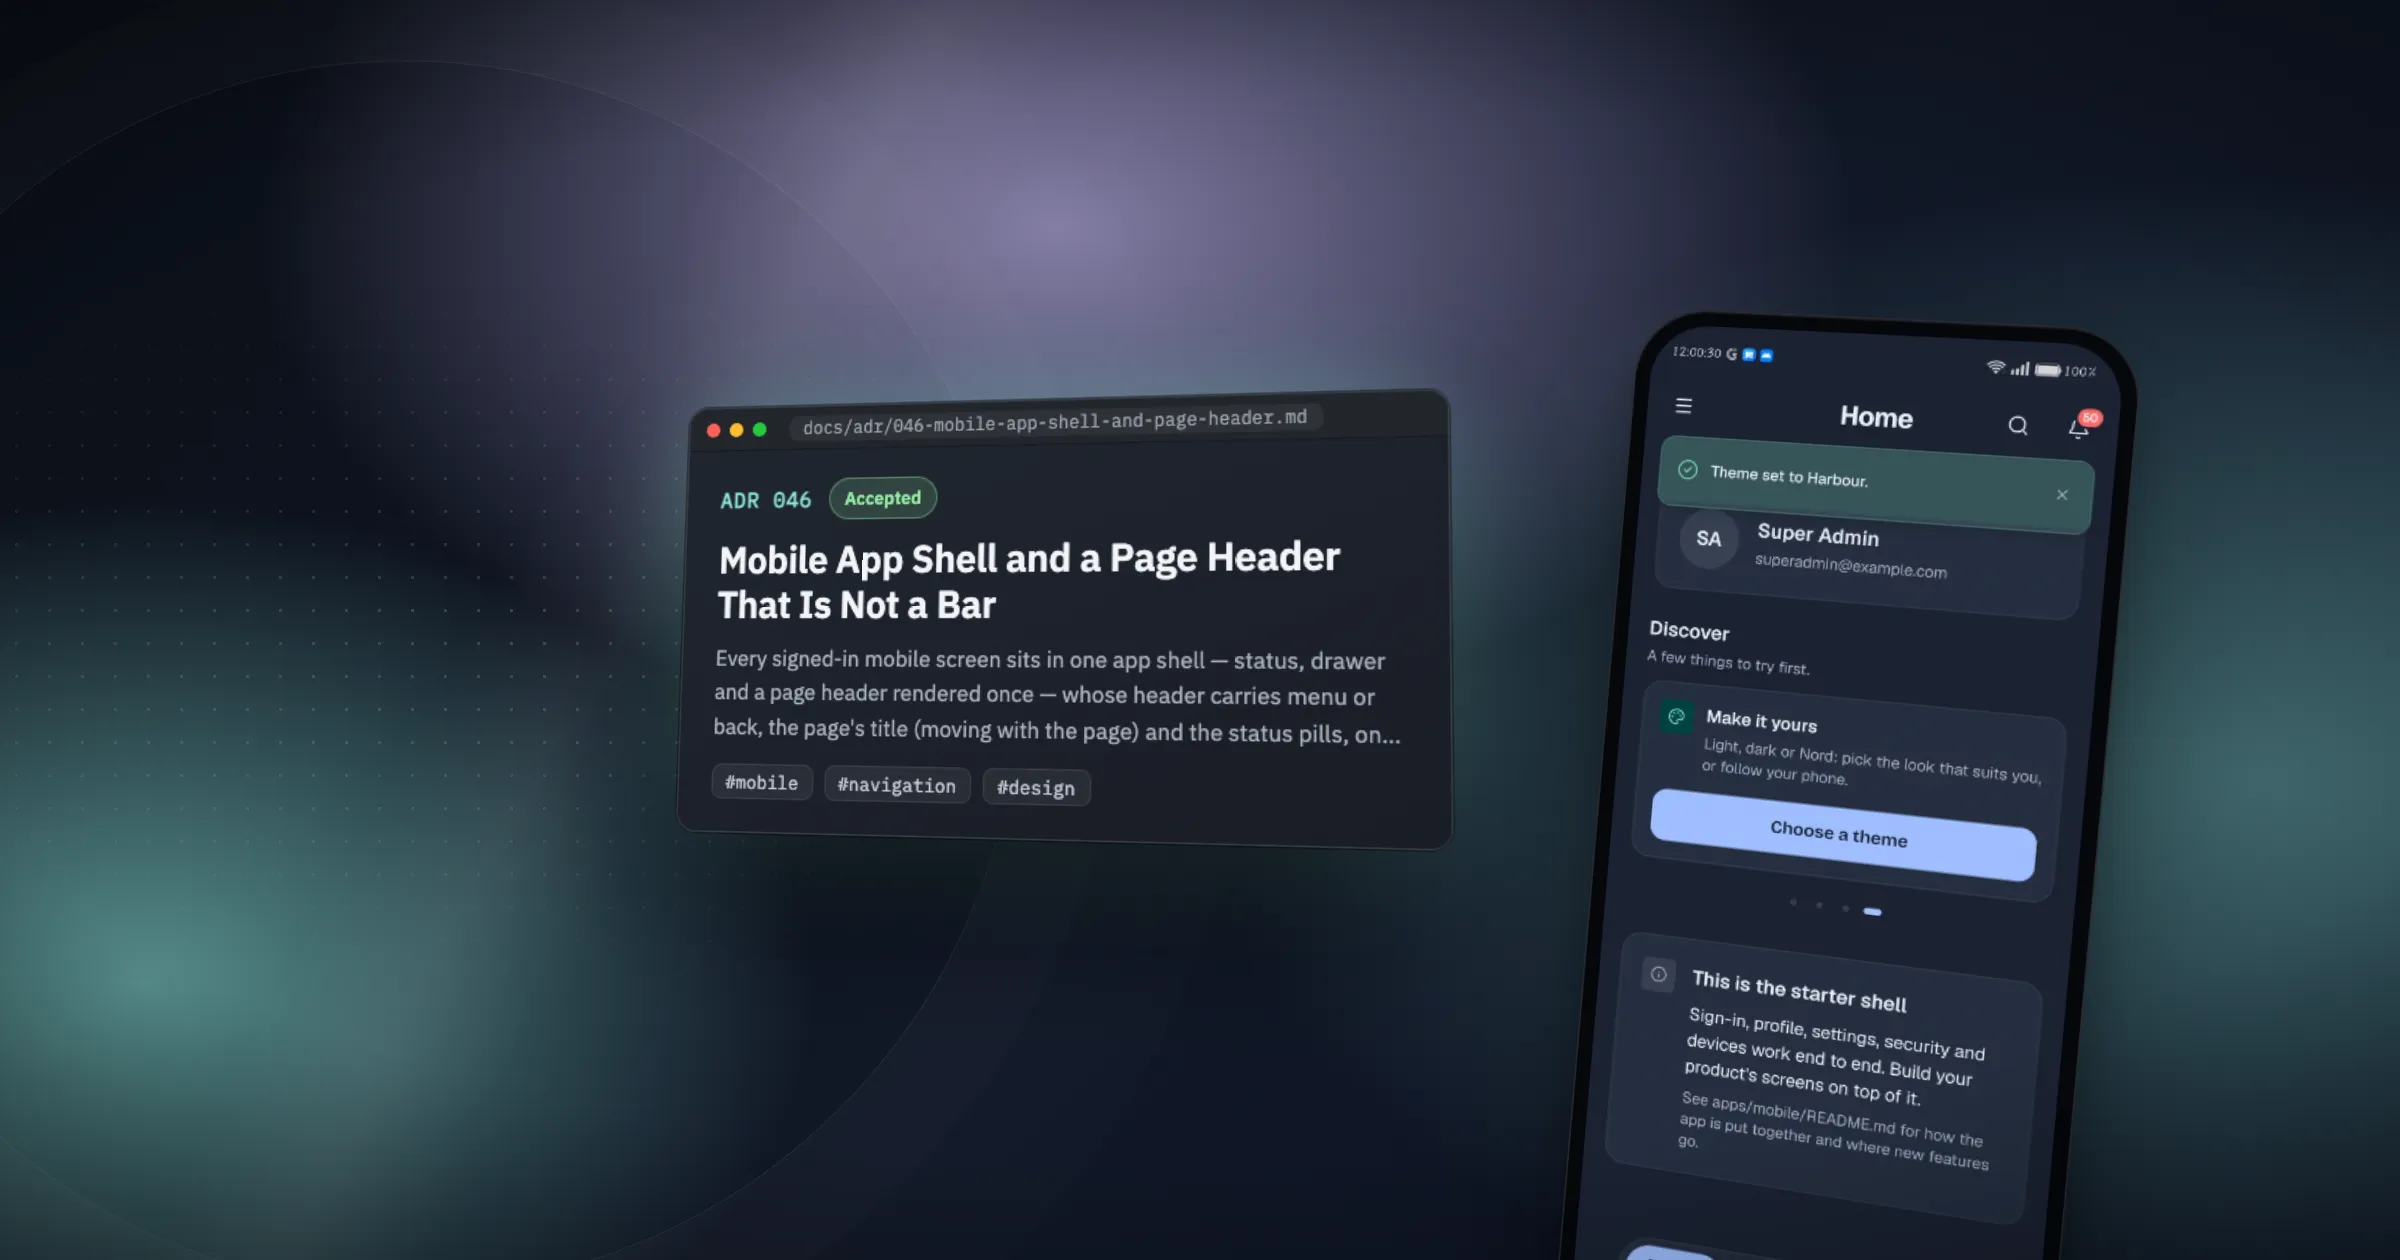 docs/adr/046-mobile-app-shell-and-page-header.md
ADR 046
Accepted
Mobile App Shell and a Page Header
That Is Not a Bar
Every signed-in mobile screen sits in one app shell — status, drawer
and a page header rendered once — whose header carries menu or
back, the page's title (moving with the page) and the status pills, on...
#mobile
#navigation
#design
12:00:30
100%
Home
50
Theme set to Harbour.
SA
Super Admin
superadmin@example.com
Discover
A few things to try first.
Make it yours
Light, dark or Nord: pick the look that suits you,
or follow your phone.
Choose a theme
This is the starter shell
Sign-in, profile, settings, security and
devices work end to end. Build your
product's screens on top of it.
See apps/mobile/README.md for how the
app is put together and where new features
go.